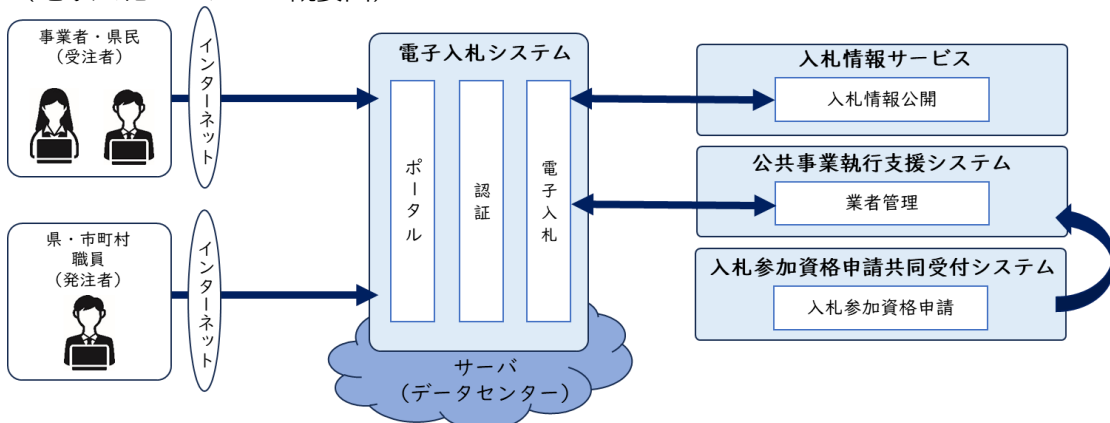 事業者・県民
(受注者)
インターネット
県・市町村
職員
(発注者)
インターネット
電子入札システム
ポータル
認証
電子入札
サーバ
(データセンター)
入札情報サービス
入札情報公開
公共事業執行支援システム
業者管理
入札参加資格申請共同受付システム
入札参加資格申請